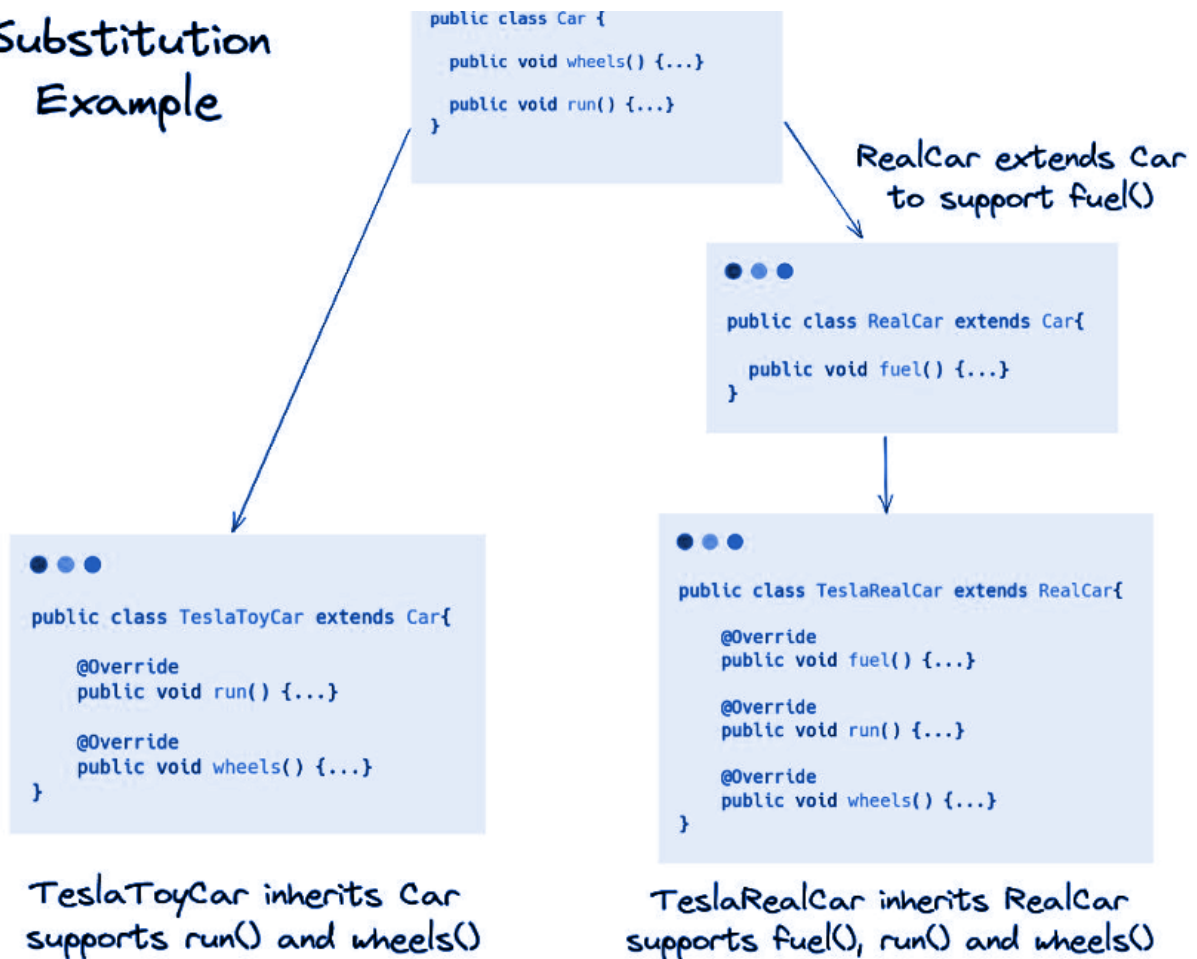 Substitution
Example
public class Car {
public void wheels() {...}
public void run() {...}
}
RealCar extends Car
to support fuel()
public class RealCar extends Car{
public void fuel() {...}
}
public class TeslaToyCar extends Car{
@Override
public void run() {...}
@Override
public void wheels() {...}
}
TeslaToyCar inherits Car
supports run() and wheels()
public class TeslaRealCar extends RealCar{
@Override
public void fuel() {...}
@Override
public void run() {...}
@Override
public void wheels() {...}
}
TeslaRealCar inherits RealCar
supports fuel(), run() and wheels()